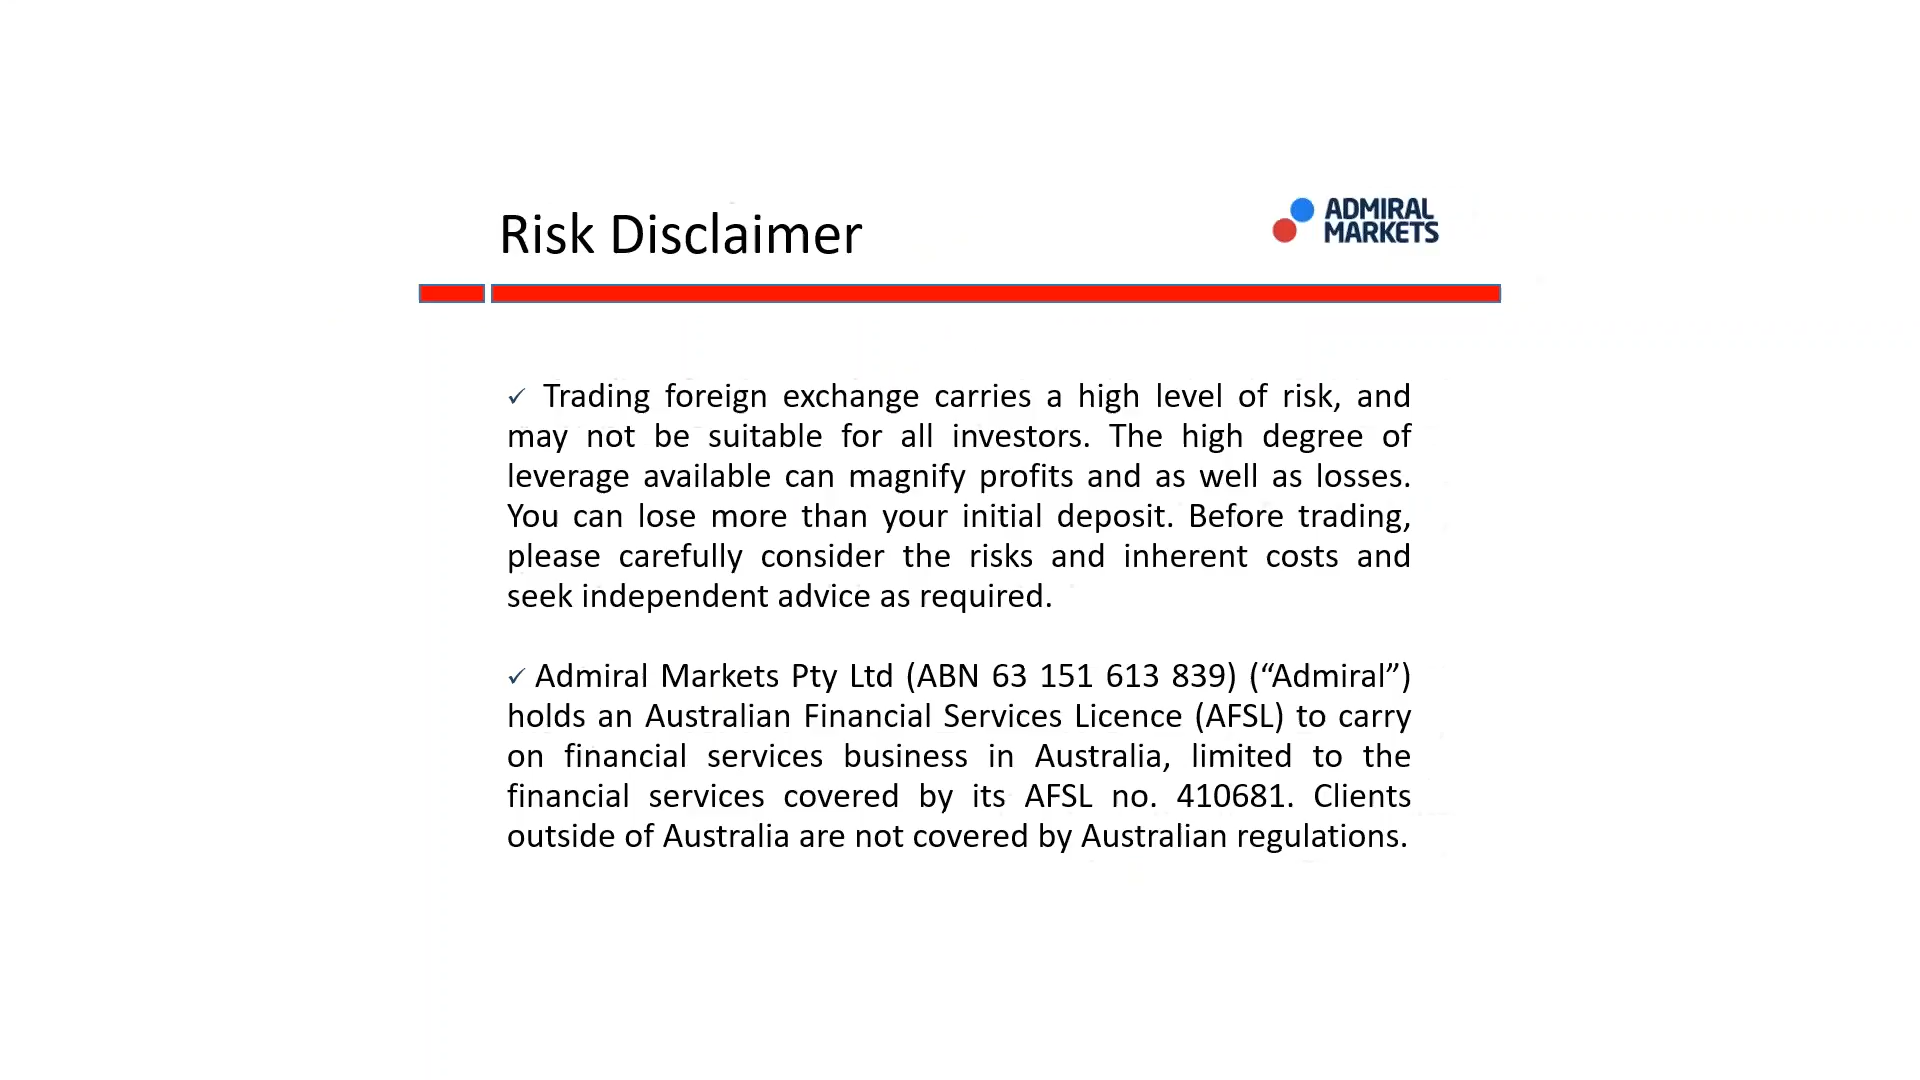 Risk Disclaimer
ADMIRAL
MARKETS
✓ Trading foreign exchange carries a high level of risk, and
may not be suitable for all investors. The high degree of
leverage available can magnify profits and as well as losses.
You can lose more than your initial deposit. Before trading,
please carefully consider the risks and inherent costs and
seek independent advice as required.
✓ Admiral Markets Pty Ltd (ABN 63 151 613 839) (“Admiral”)
holds an Australian Financial Services Licence (AFSL) to carry
on financial services business in Australia, limited to the
financial services covered by its AFSL no. 410681. Clients
outside of Australia are not covered by Australian regulations.